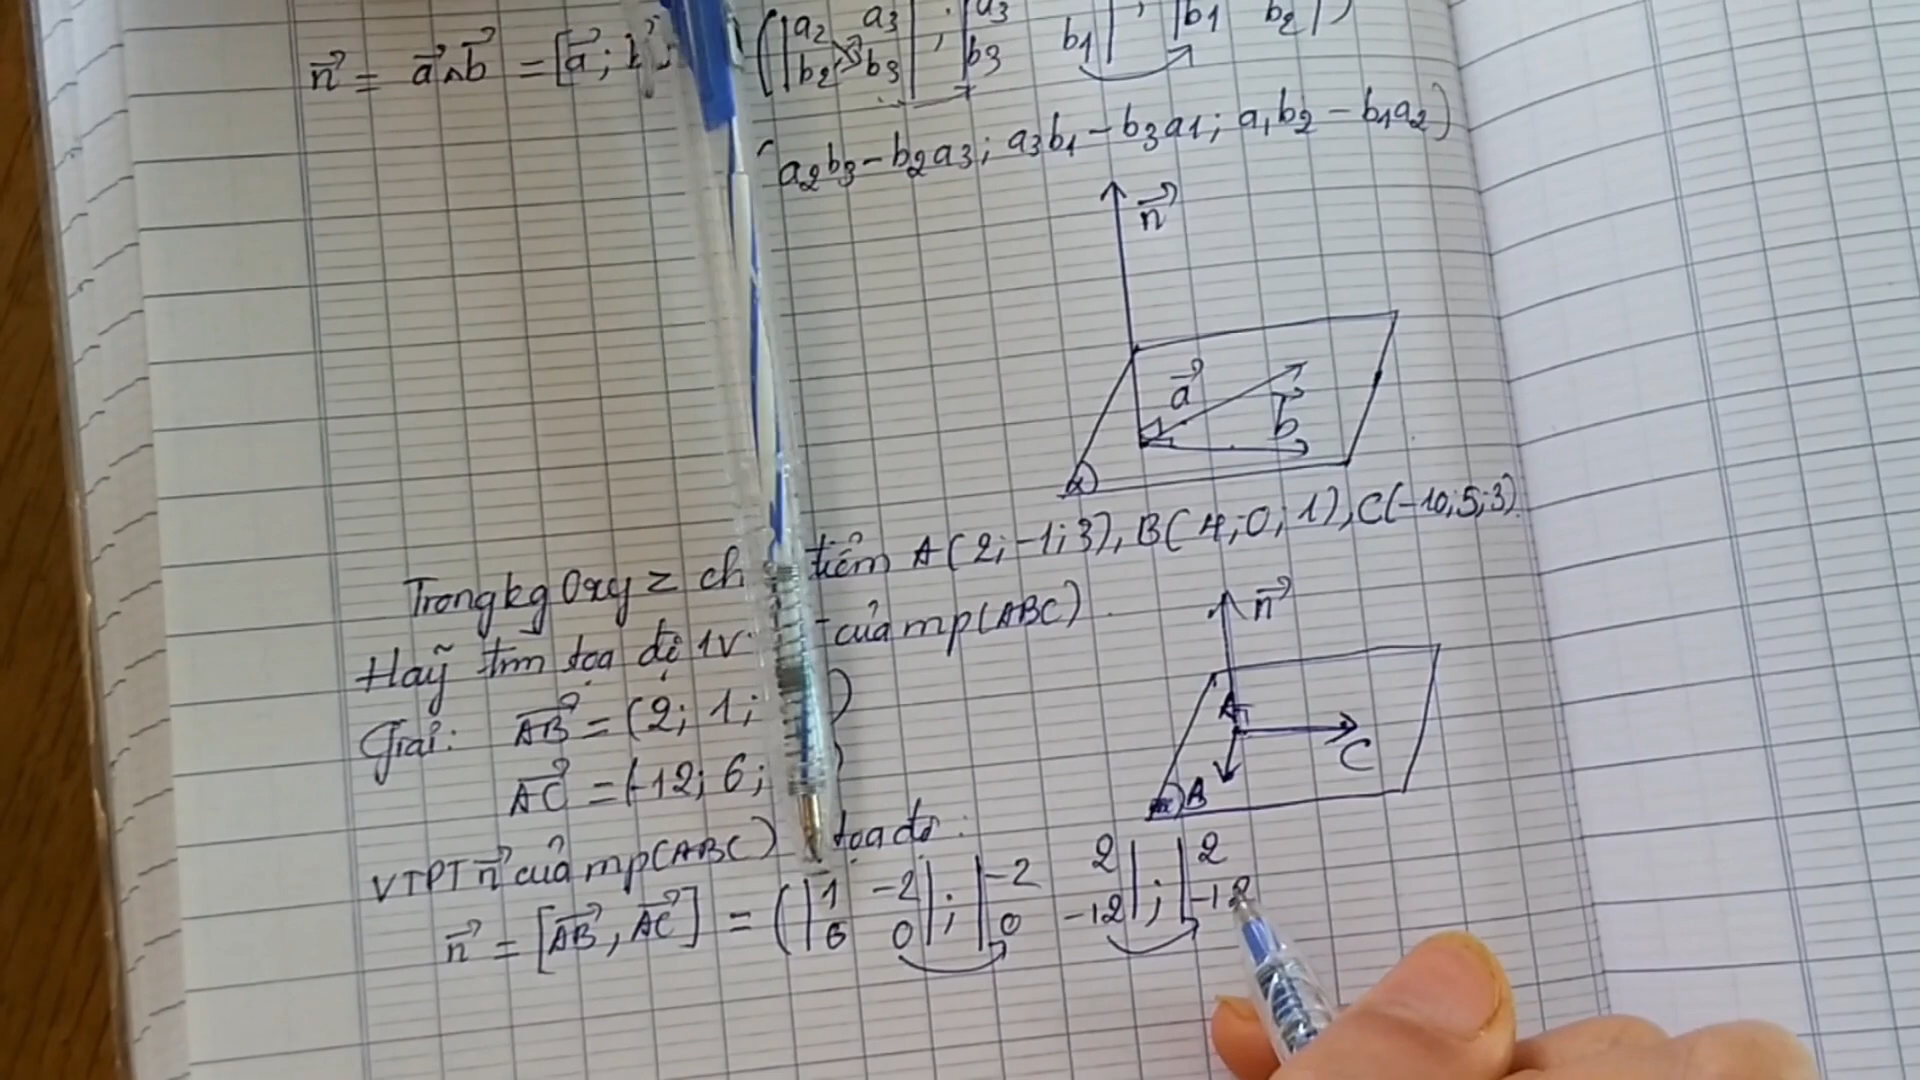 n⃗ = a⃗∧b⃗ = [a⃗; (|a2 a3 b2 b3|; |a3 b3 b1|; |b1 b2|)
a2b3-b2a3; a3b1-b3a1; a1b2-b1a2)
n⃗
a⃗
b⃗
α
Trong kg Oxyz A(2;-1;3), B(4;0;1), C(-10;5;3).
Haỹ tìm tọa độ 1 của mp(ABC).
n⃗
Giải: AB⃗ = (2; 1; )
A
C
AC⃗ = (-12; 6; )
B
VTPT n⃗ của mp(ABC) tọa độ:
n⃗ = [AB⃗, AC⃗] = (|1 -2 6 0|; |-2 2 0 -12|; |2 -12